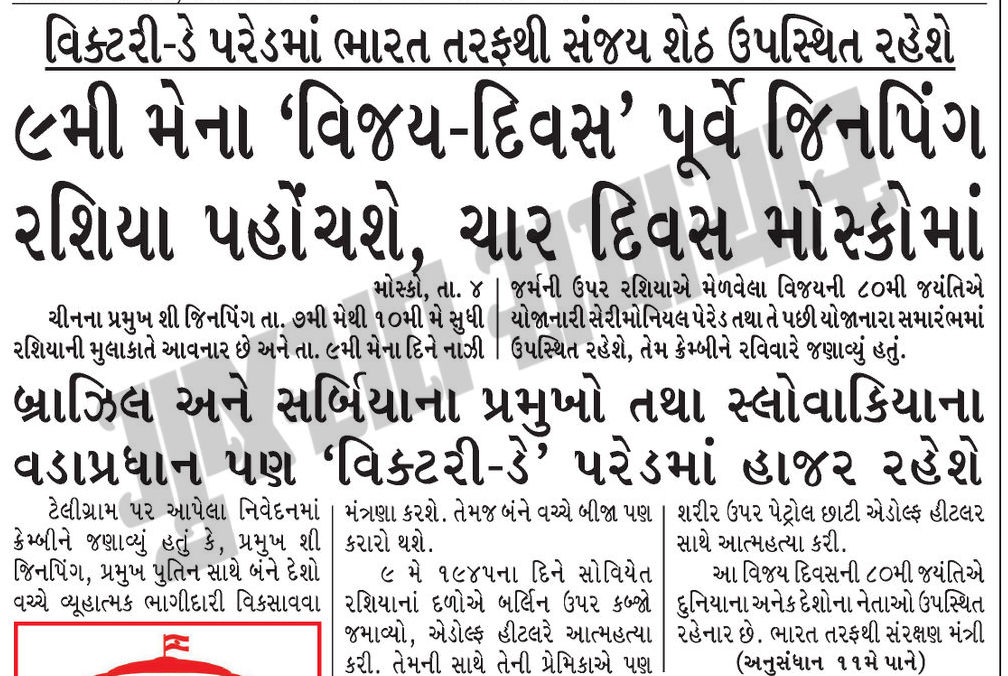 વિક્ટરી-ડે પરેડમાં ભારત તરફથી સંજય શેઠ ઉપસ્થિત રહેશે
૯મી મેના ‘વિજય-દિવસ’ પૂર્વે જિનપિંગ
રશિયા પહોંચશે, ચાર દિવસ મોસ્કોમાં
મોસ્કો, તા. ૪
ચીનના પ્રમુખ શી જિનપિંગ તા. ૭મી મેથી ૧૦મી મે સુધી
રશિયાની મુલાકાતે આવનાર છે અને તા. ૯મી મેના દિને નાઝી
જર્મની ઉપર રશિયાએ મેળવેલા વિજયની ૮૦મી જયંતિએ
યોજાનારી સેરીમોનિયલ પેરેડ તથા તે પછી યોજાનારા સમારંભમાં
ઉપસ્થિત રહેશે, તેમ ક્રેમ્બીને રવિવારે જણાવ્યું હતું.
બ્રાઝિલ અને સર્બિયાના પ્રમુખો તથા સ્લોવાકિયાના
વડાપ્રધાન પણ ‘વિક્ટરી-ડે’ પરેડમાં હાજર રહેશે
ટેલીગ્રામ પર આપેલા નિવેદનમાં
ક્રેમ્બીને જણાવ્યું હતું કે, પ્રમુખ શી
જિનપિંગ, પ્રમુખ પુતિન સાથે બંને દેશો
વચ્ચે વ્યૂહાત્મક ભાગીદારી વિકસાવવા
મંત્રણા કરશે. તેમજ બંને વચ્ચે બીજા પણ
કરારો થશે.
૯ મે ૧૯૪૫ના દિને સોવિયેત
રશિયાનાં દળોએ બર્લિન ઉપર કબ્જો
જમાવ્યો, એડોલ્ફ હીટલરે આત્મહત્યા
કરી. તેમની સાથે તેની પ્રેમિકાએ પણ
શરીર ઉપર પેટ્રોલ છાટી એડોલ્ફ હીટલર
સાથે આત્મહત્યા કરી.
આ વિજય દિવસની ૮૦મી જયંતિએ
દુનિયાના અનેક દેશોના નેતાઓ ઉપસ્થિત
રહેનાર છે. ભારત તરફથી સંરક્ષણ મંત્રી
(અનુસંધાન ૧૧મે પાને)
ગુજરાત સમાચાર